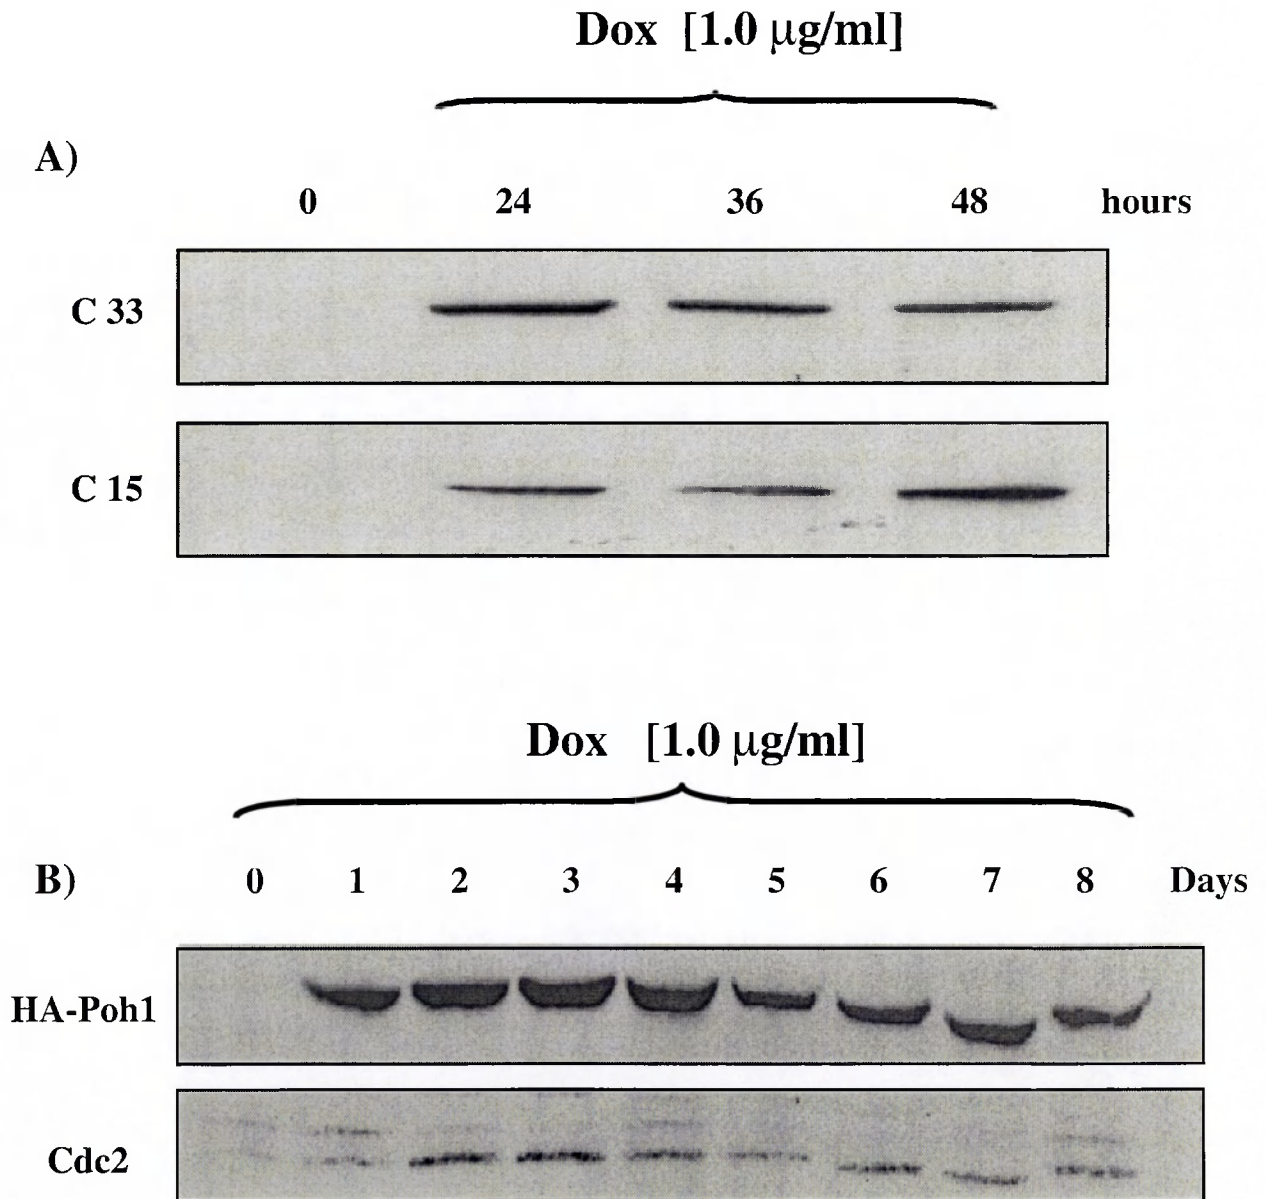 Dox [1.0 μg/ml]
A)
0 24 36 48 hours
C 33
C 15
Dox [1.0 μg/ml]
B) 0 1 2 3 4 5 6 7 8 Days
HA-Poh1
Cdc2